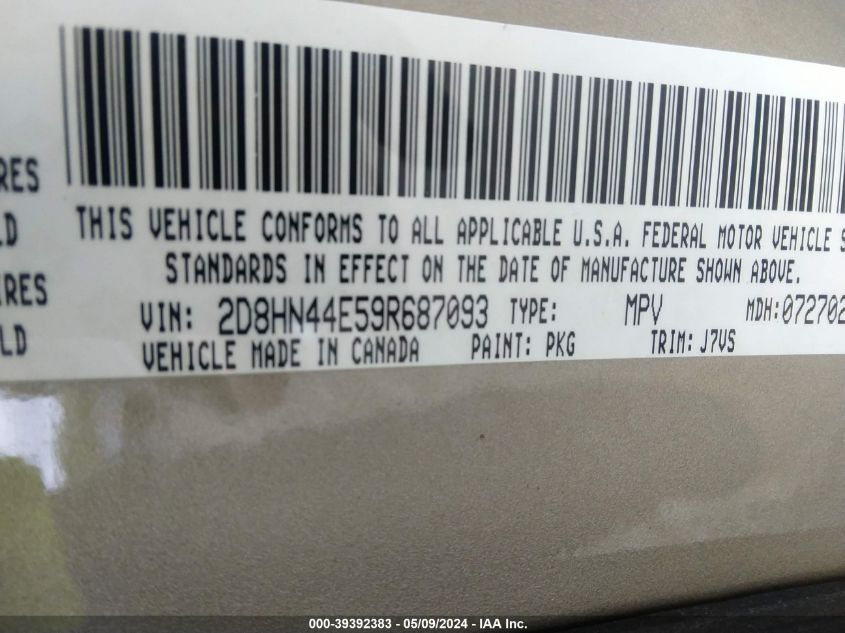 RES
LD
IRES
LD
THIS VEHICLE CONFORMS TO ALL APPLICABLE U.S.A. FEDERAL MOTOR VEHICLE S
STANDARDS IN EFFECT ON THE DATE OF MANUFACTURE SHOWN ABOVE.
VIN: 2D8HN44E59R687093 TYPE: MPV MDH:072702
VEHICLE MADE IN CANADA PAINT: PKG TRIM: J7VS
000-39392383 - 05/09/2024 - IAA Inc.